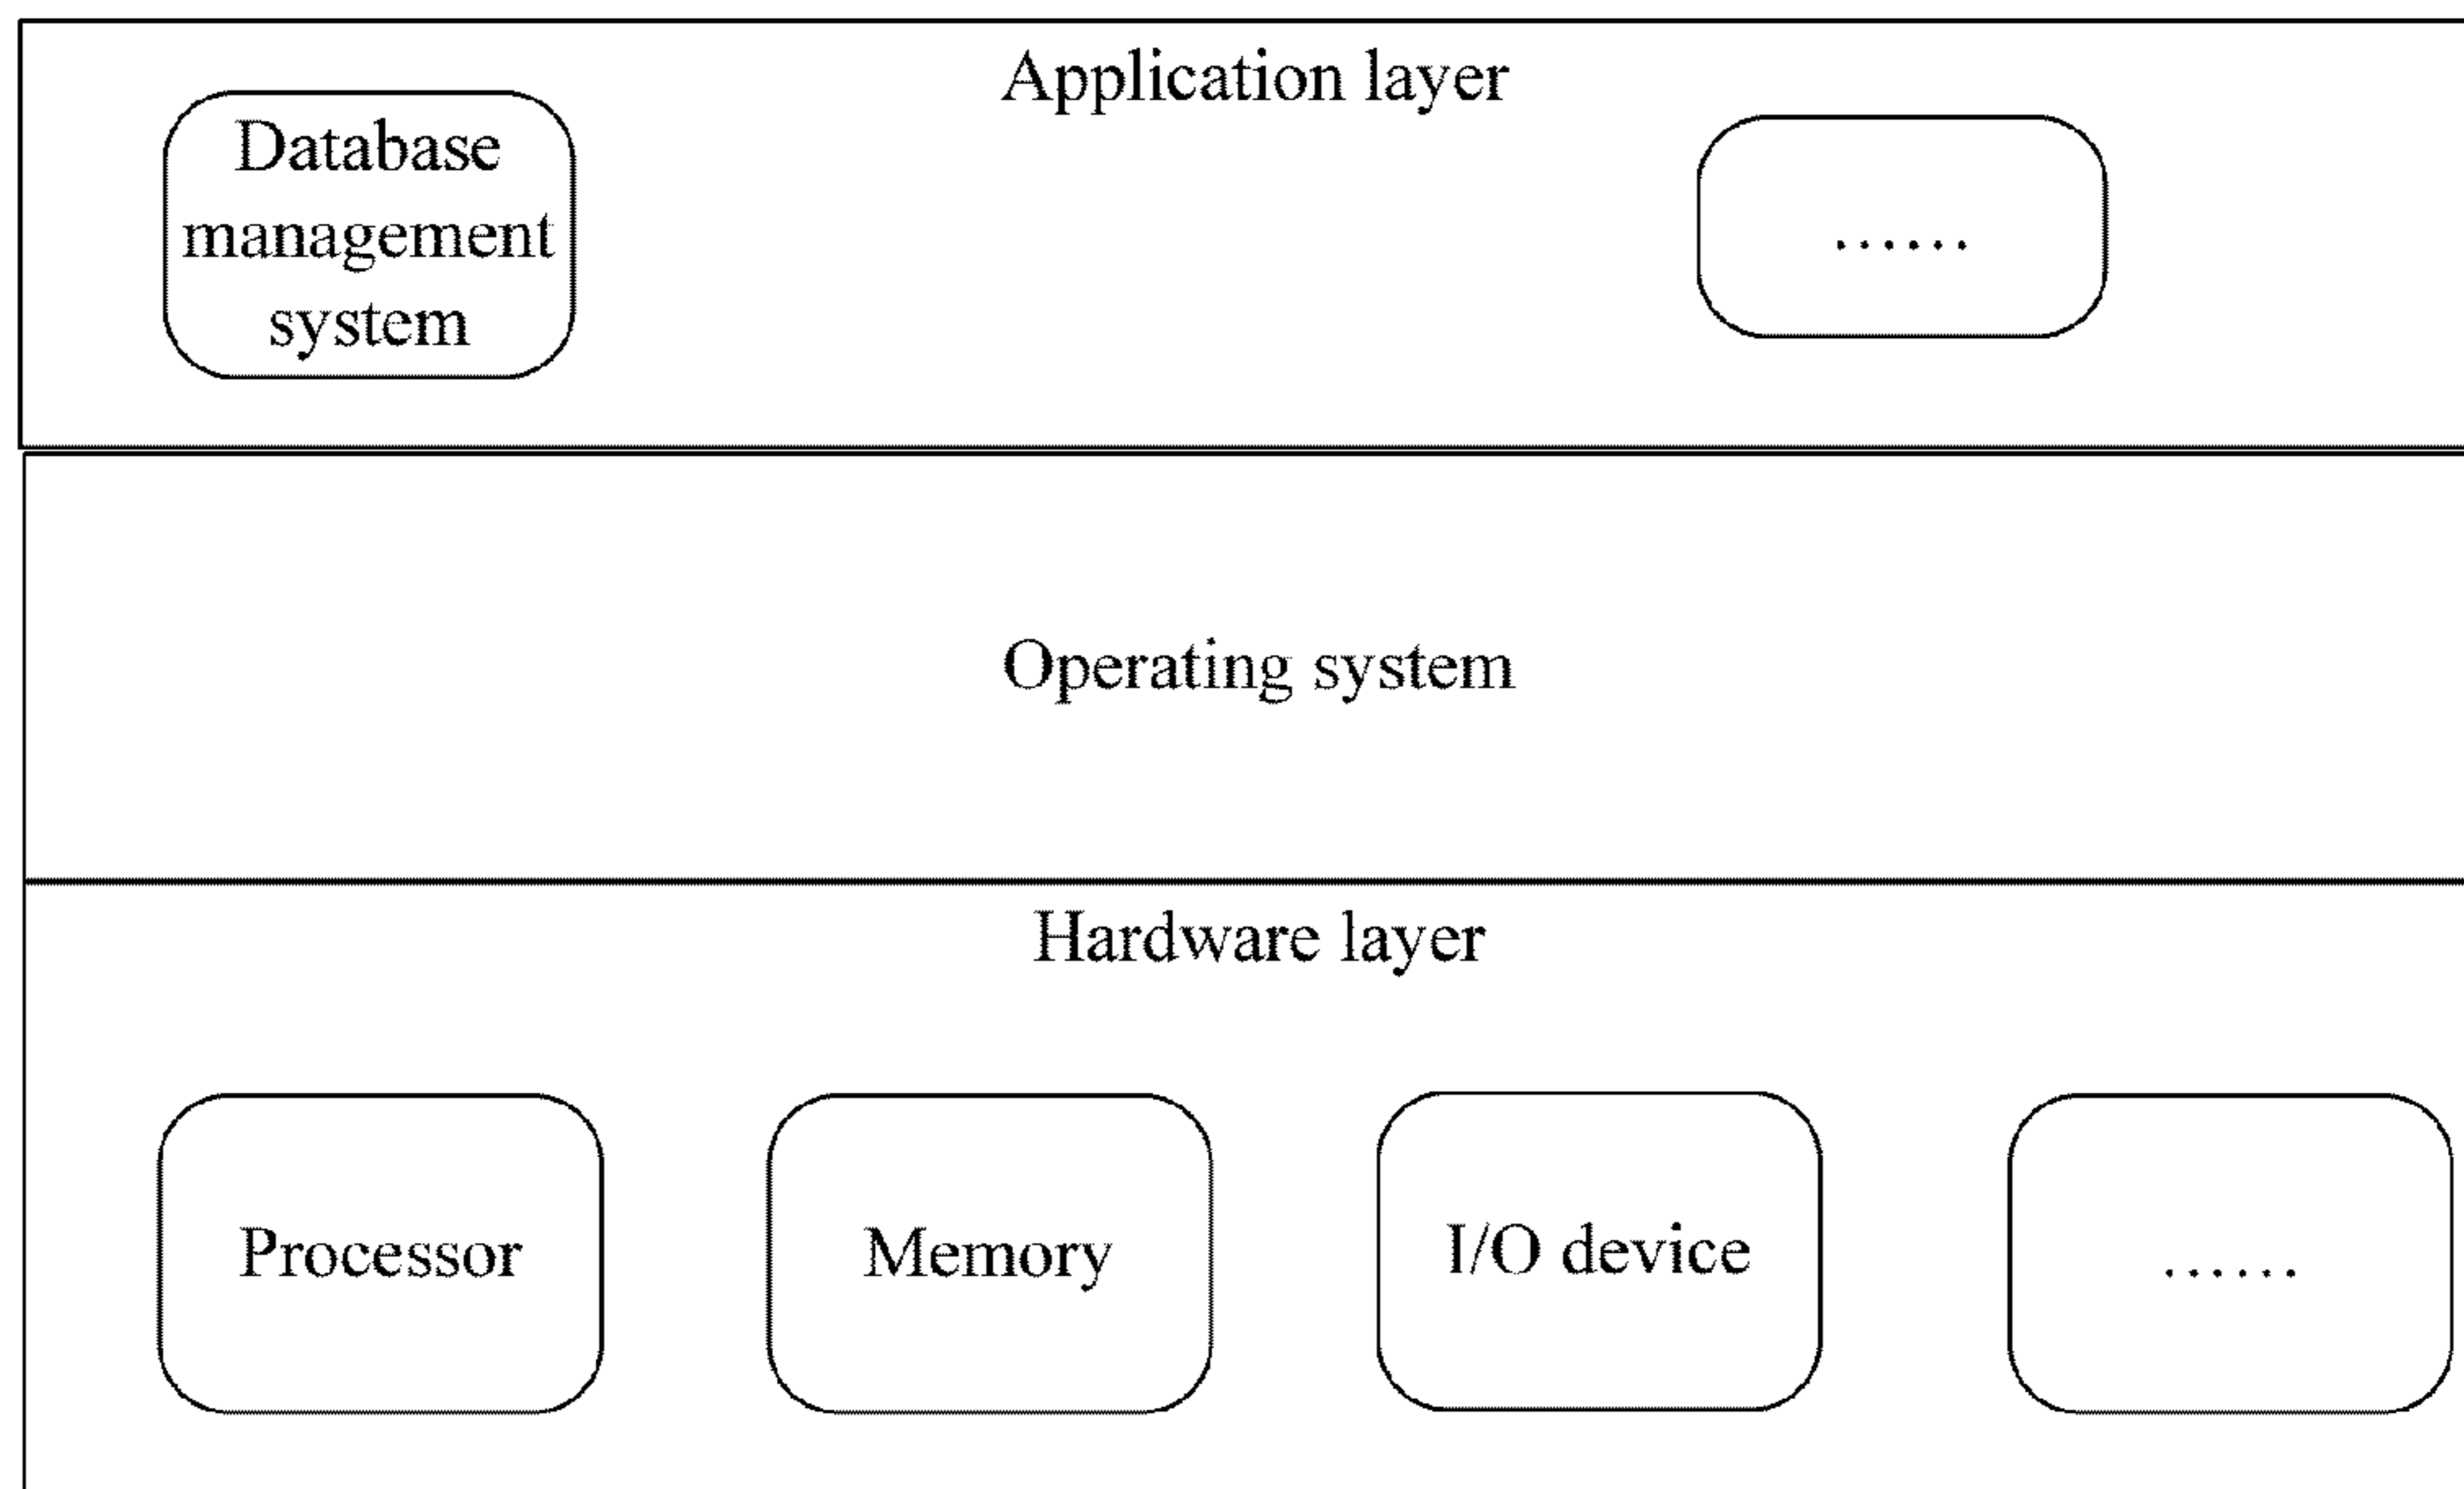 Application layer
Database
management
system
......
Operating system
Hardware layer
Processor
Memory
I/O device
......